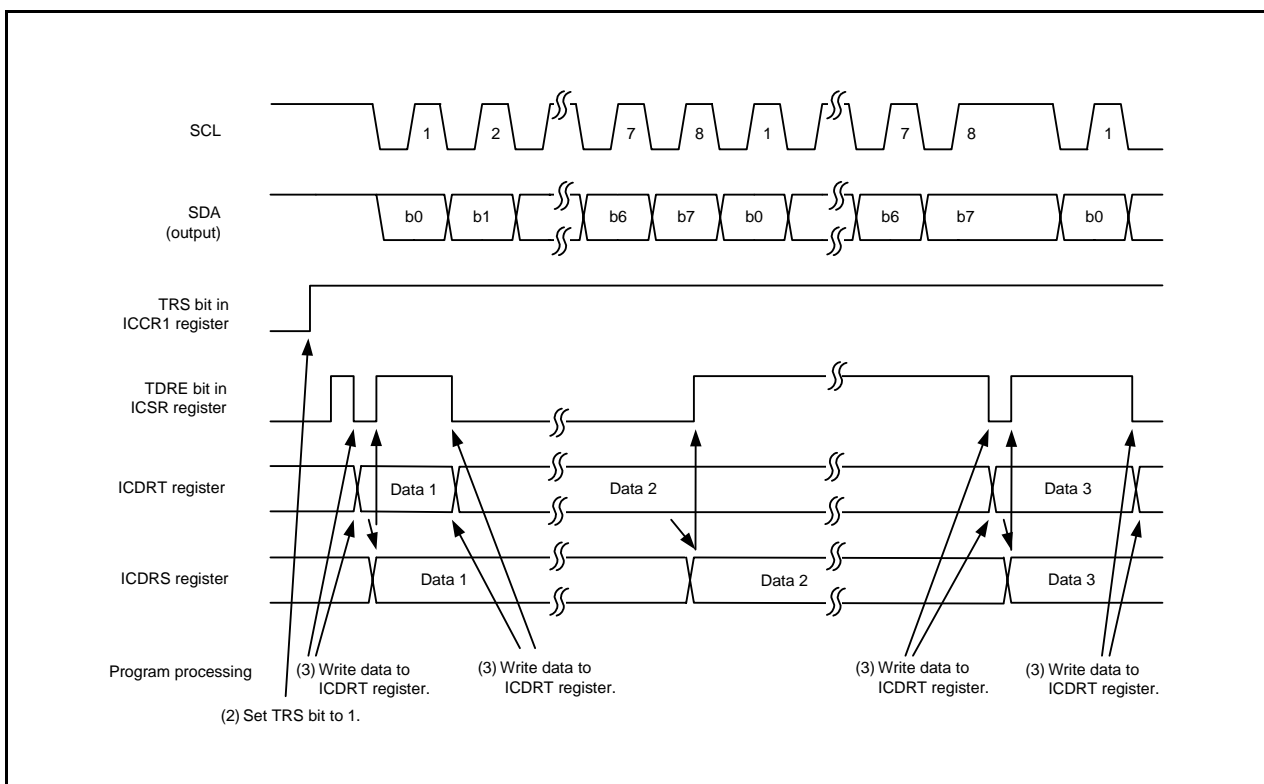 SCL
1 2 7 8 1 7 8 1
SDA
(output)
b0 b1 b6 b7 b0 b6 b7 b0
TRS bit in
ICCR1 register
TDRE bit in
ICSR register
ICDRT register
Data 1 Data 2 Data 3
ICDRS register
Data 1 Data 2 Data 3
Program processing
(3) Write data to
ICDRT register.
(3) Write data to
ICDRT register.
(3) Write data to
ICDRT register.
(3) Write data to
ICDRT register.
(2) Set TRS bit to 1.